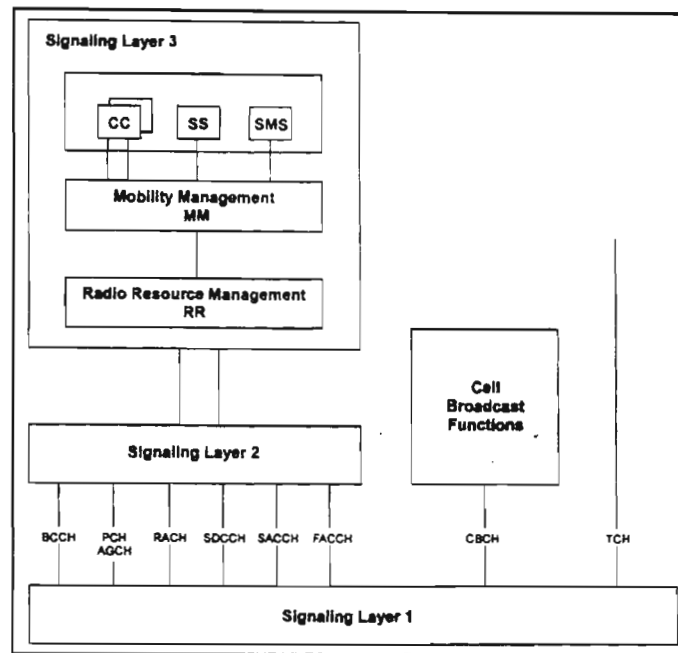 Signaling Layer 3
CC SS SMS
Mobility Management
MM
Radio Resource Management
RR
Cell
Broadcast
Functions
Signaling Layer 2
BCCH PCH RACH SDCCH SACCH FACCH CBCH TCH
AGCH
Signaling Layer 1